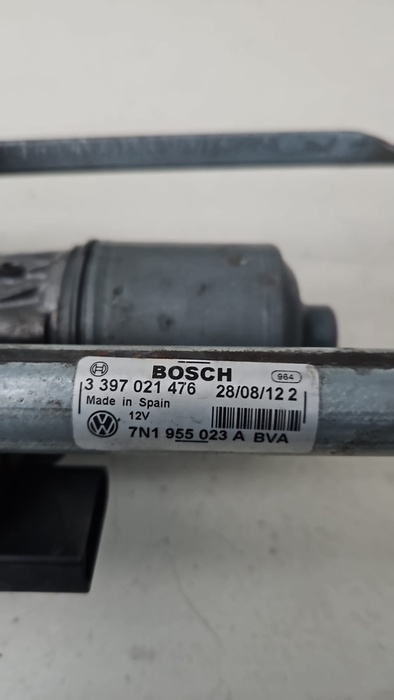 BOSCH 964
3 397 021 476 28/08/12 2
Made in Spain
12V
7N1 955 023 A BVA